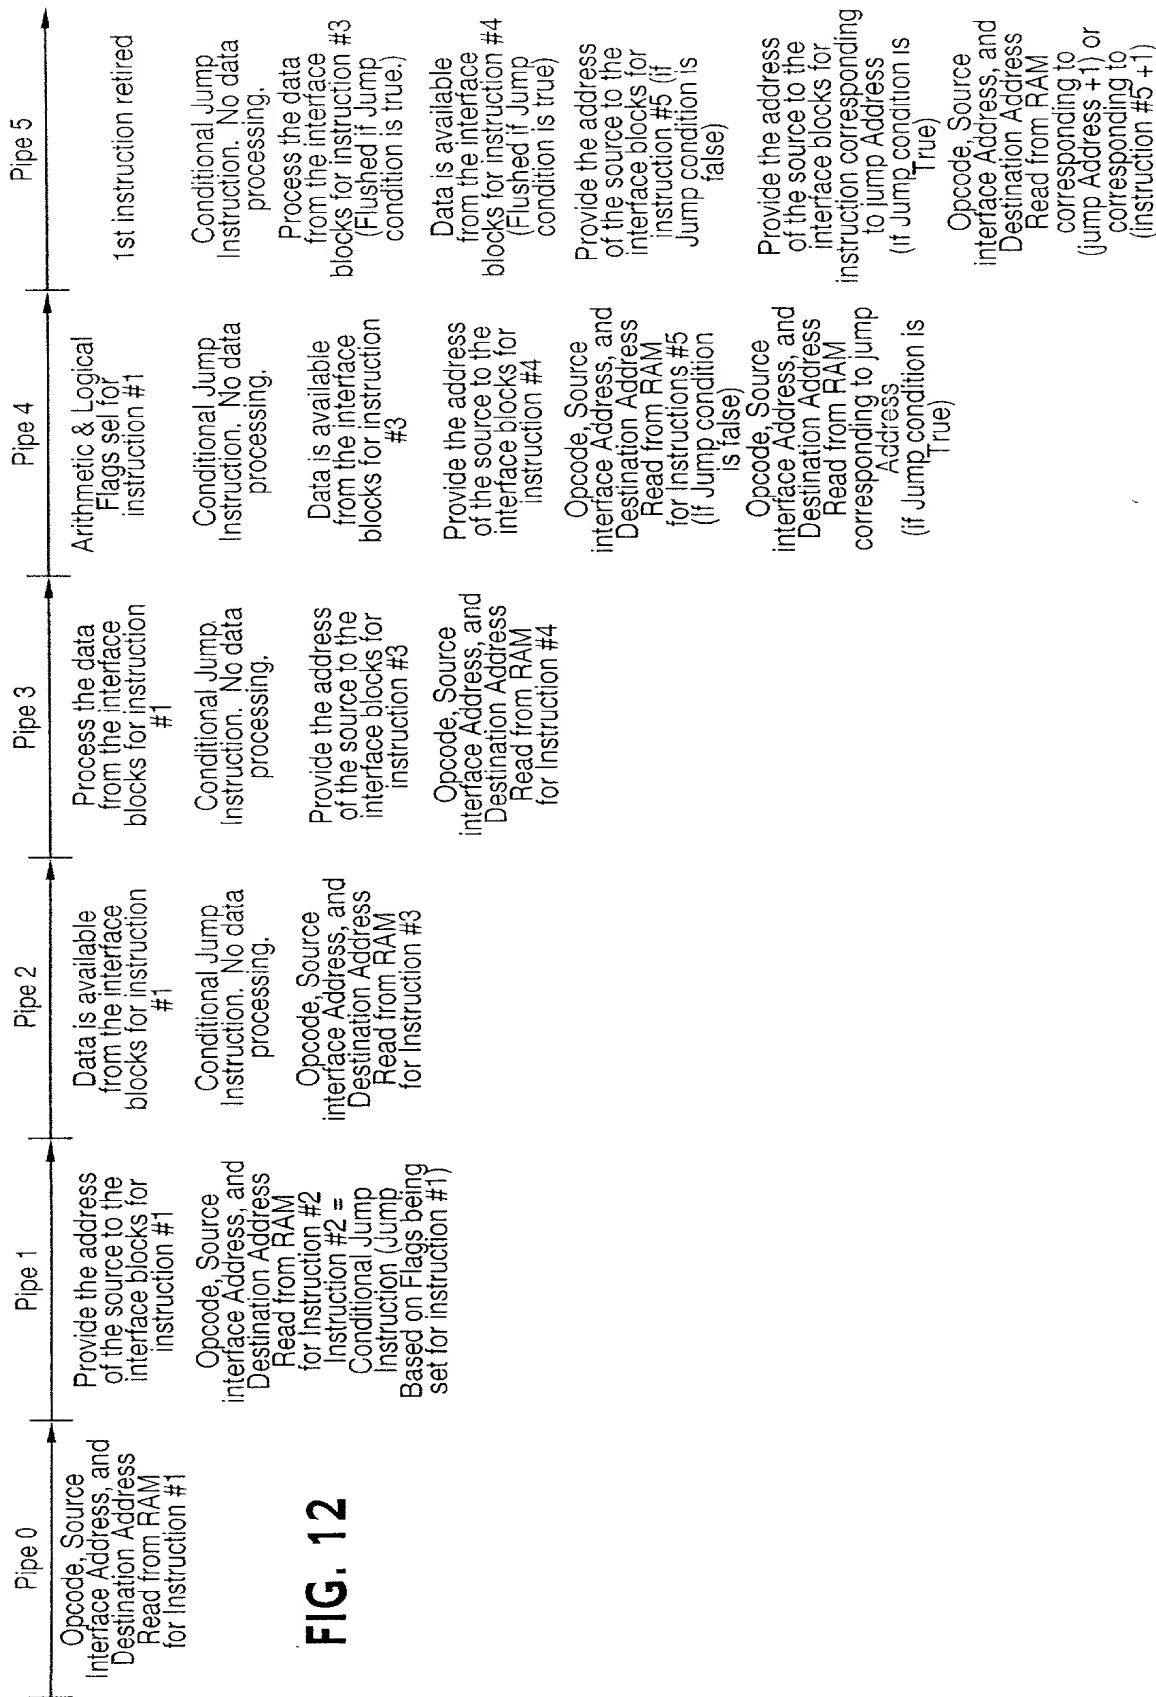 Pipe 0
Opcode, Source
Interface Address, and
Destination Address
Read from RAM
for Instruction #1
Pipe 1
Provide the address
of the source to the
interface blocks for
instruction #1
Opcode, Source
interface Address, and
Destination Address
Read from RAM
for Instruction #2
Instruction #2 =
Conditional Jump
Instruction (Jump
Based on Flags being
set for instruction #1)
Pipe 2
Data is available
from the interface
blocks for instruction
#1
Conditional Jump
Instruction. No data
processing.
Opcode, Source
interface Address, and
Destination Address
Read from RAM
for Instruction #3
Pipe 3
Process the data
from the interface
blocks for instruction
#1
Conditional Jump
Instruction. No data
processing.
Provide the address
of the source to the
interface blocks for
instruction #3
Opcode, Source
interface Address, and
Destination Address
Read from RAM
for Instruction #4
Pipe 4
Arithmetic & Logical
Flags sel for
instruction #1
Conditional Jump
Instruction. No data
processing.
Data is available
from the interface
blocks for instruction
#3
Provide the address
of the source to the
interface blocks for
instruction #4
Opcode, Source
interface Address, and
Destination Address
Read from RAM
for Instructions #5
(if Jump condition
is false)
Opcode, Source
interface Address, and
Destination Address
Read from RAM
corresponding to jump
Address
(if Jump condition is
True)
Pipe 5
1st instruction retired
Conditional Jump
Instruction. No data
processing.
Process the data
from the interface
blocks for instruction #3
(Flushed if Jump
condition is true.)
Data is available
from the interface
blocks for instruction #4
(Flushed if Jump
condition is true)
Provide the address
of the source to the
interface blocks for
instruction #5 (if
Jump condition is
false)
Provide the address
of the source to the
interface blocks for
instruction corresponding
to jump Address
(if Jump condition is
True)
Opcode, Source
interface Address, and
Destination Address
Read from RAM
corresponding to
(jump Address +1) or
corresponding to
(instruction #5 +1)
FIG. 12